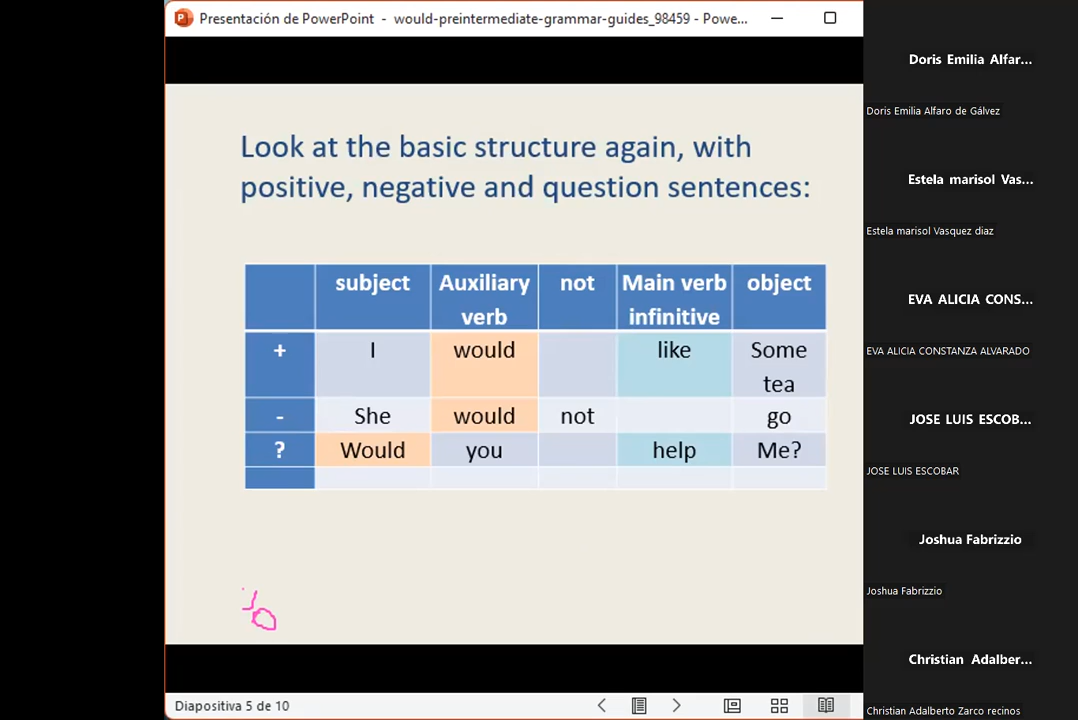 Presentación de PowerPoint - would-preintermediate-grammar-guides_98459 - Powe...
Look at the basic structure again, with
positive, negative and question sentences:
subject Auxiliary verb not Main verb infinitive object
+ I would like Some tea
- She would not go
? Would you help Me?
Diapositiva 5 de 10
Doris Emilia Alfar...
Doris Emilia Alfaro de Gálvez
Estela marisol Vas...
Estela marisol Vasquez diaz
EVA ALICIA CONS...
EVA ALICIA CONSTANZA ALVARADO
JOSE LUIS ESCOB...
JOSE LUIS ESCOBAR
Joshua Fabrizzio
Joshua Fabrizzio
Christian Adalber...
Christian Adalberto Zarco recinos